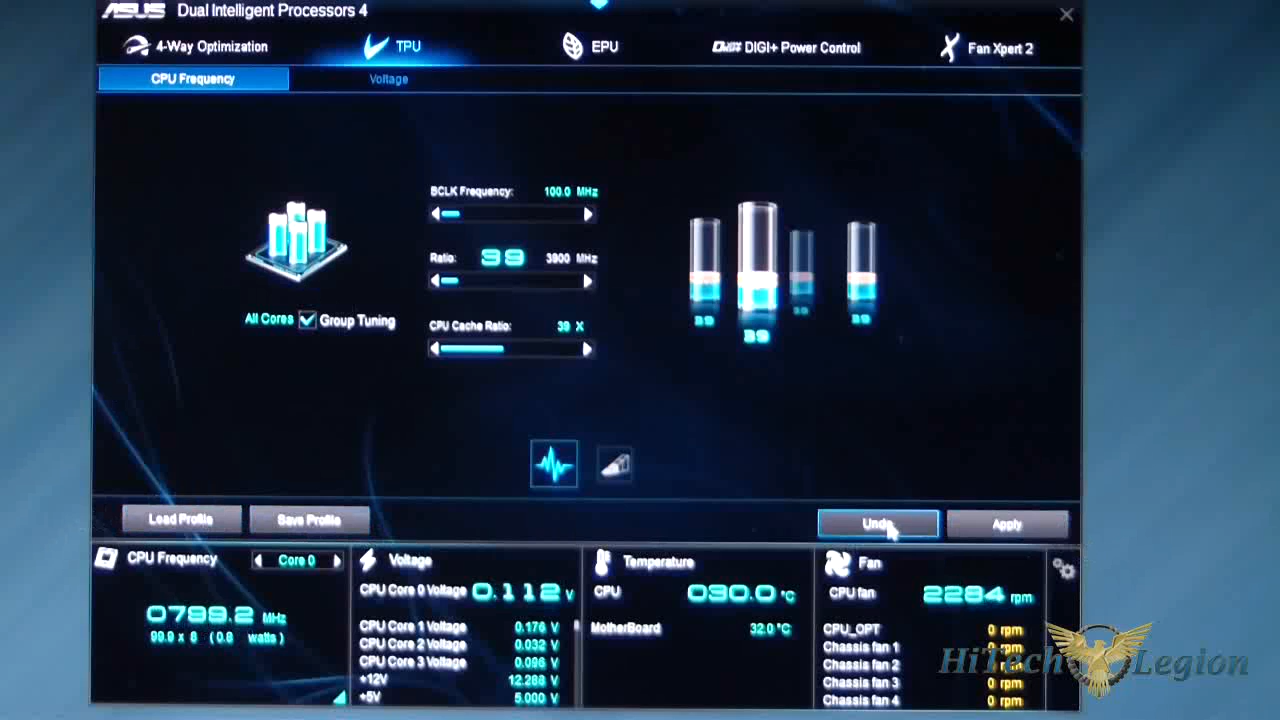 ASUS Dual Intelligent Processors 4
4-Way Optimization TPU EPU DIGI+ Power Control Fan Xpert 2
CPU Frequency Voltage
BCLK Frequency: 100.0 MHz
Ratio: 39 3900 MHz
All Cores Group Tuning
CPU Cache Ratio: 39 X
39 39 39 39
Load Profile Save Profile Undo Apply
CPU Frequency Core 0
0799.2 MHz
99.9 x 8 (0.8 watts)
Voltage
CPU Core 0 Voltage 0.112 V
CPU Core 1 Voltage 0.176 V
CPU Core 2 Voltage 0.032 V
CPU Core 3 Voltage 0.096 V
+12V 12.288 V
+5V 5.000 V
Temperature
CPU 030.0 °C
MotherBoard 32.0 °C
Fan
CPU fan 2284 rpm
CPU_OPT 0 rpm
Chassis fan 1 0 rpm
Chassis fan 2 0 rpm
Chassis fan 3 0 rpm
Chassis fan 4 0 rpm
HiTech Legion